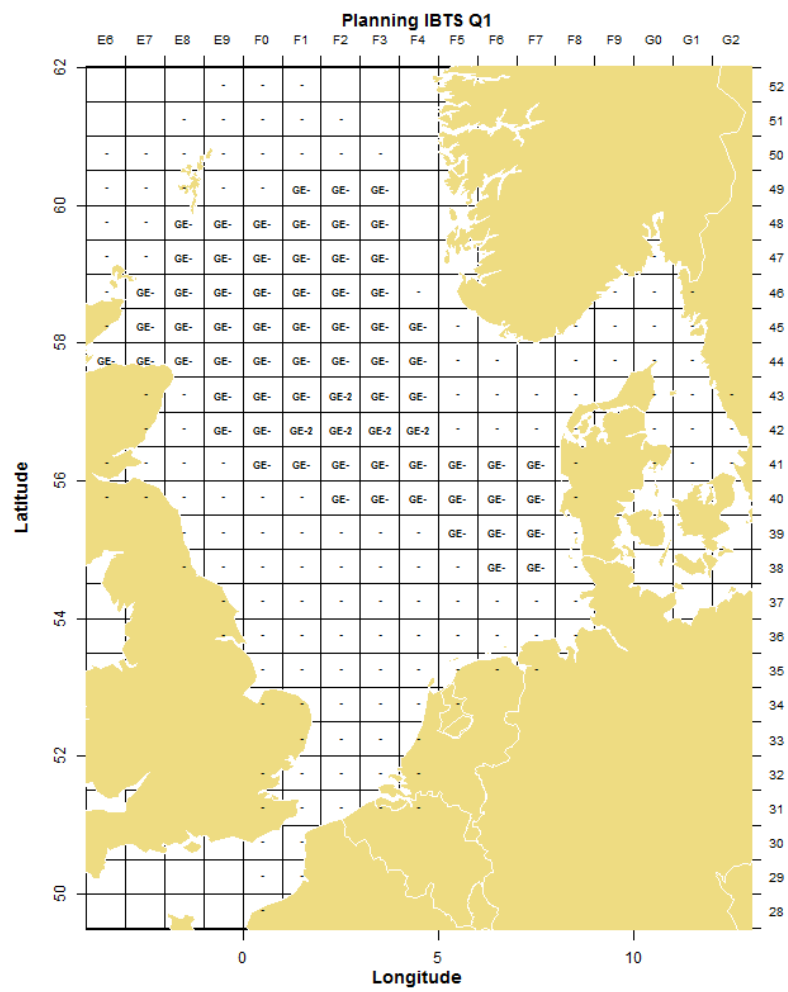 Planning IBTS Q1
E6 E7 E8 E9 F0 F1 F2 F3 F4 F5 F6 F7 F8 F9 G0 G1 G2
62
- - - 52
- - - - - 51
- - - - - - - - 50
- - - - - GE- GE- GE- 49
60
- - GE- GE- GE- GE- GE- GE- 48
- - GE- GE- GE- GE- GE- GE- - 47
- GE- GE- GE- GE- GE- GE- GE- - - - - 46
- GE- GE- GE- GE- GE- GE- GE- GE- - - - - - 45
58
GE- GE- GE- GE- GE- GE- GE- GE- GE- - - - - - - 44
- - GE- GE- GE- GE-2 GE- GE- - - - - - - - 43
- - GE- GE- GE-2 GE-2 GE-2 GE-2 - - - - - - - 42
- - - - GE- GE- GE- GE- GE- GE- GE- GE- - - - - 41
56
- - - - - - GE- GE- GE- GE- GE- GE- - 40
- - - - - - - GE- GE- GE- - 39
- - - - - - - - GE- GE- 38
- - - - - - - - - - 37
54
- - - - - - - - - - 36
- - - - - - - - 35
- - - - - - 34
- - - - 33
52
- - - - - 32
- - - - - 31
- - 30
- - 29
50
- 28
0 5 10
Longitude
Latitude